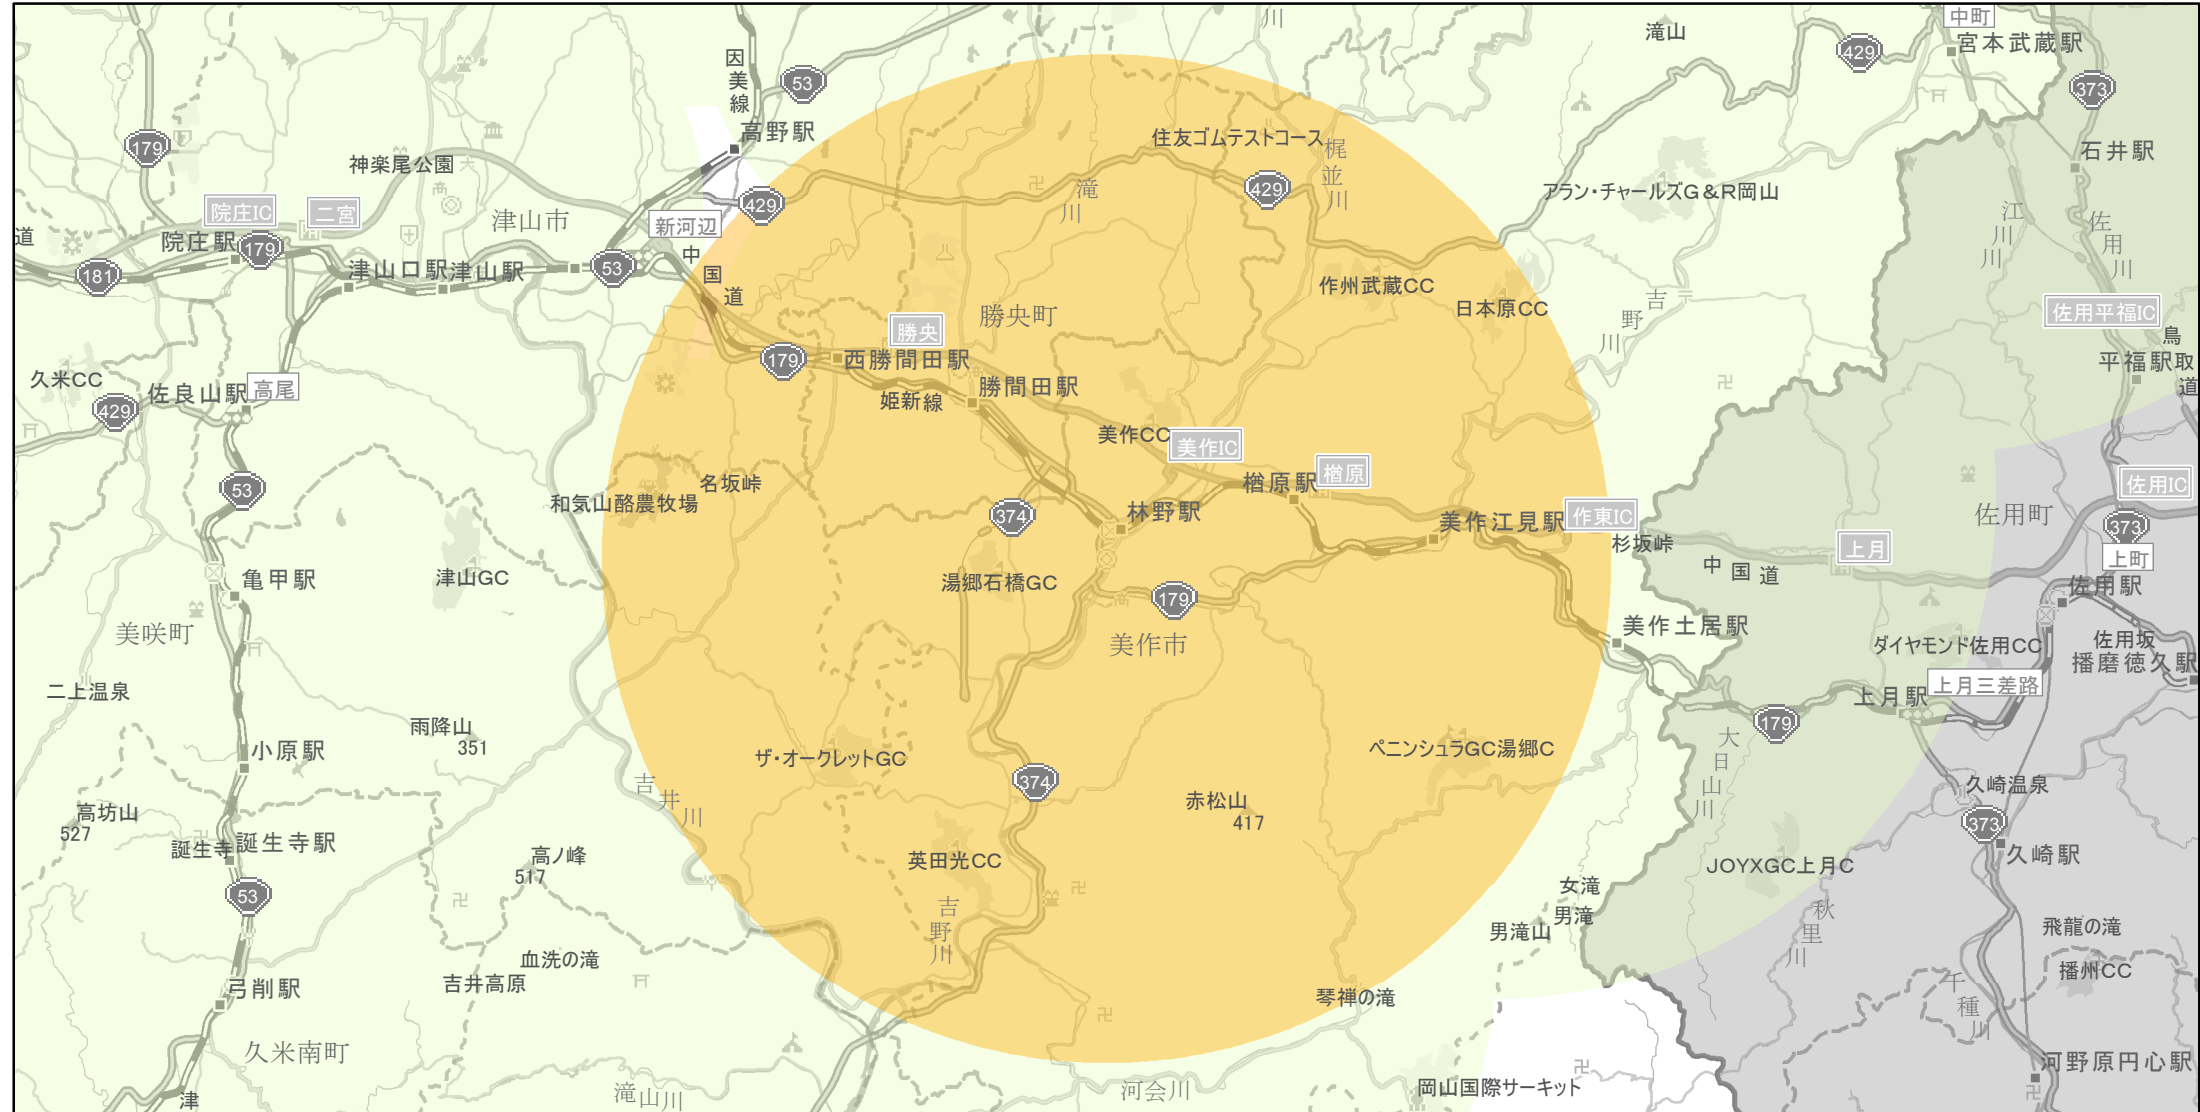 中町
川
滝山
429
宮本武蔵駅
因美線
53
373
高野駅
住友ゴムテストコース
梶並川
179
神楽尾公園
石井駅
滝川
429
アラン・チャールズG&R岡山
院庄IC
二宮
津山市
新河辺
429
江川川
佐用川
道
院庄駅
179
181
津山口駅
津山駅
53
中国道
作州武蔵CC
日本原CC
吉野川
佐用平福IC
勝央
勝央町
鳥取道
179
西勝間田駅
平福駅
久米CC
佐良山駅
高尾
勝間田駅
429
姫新線
美作CC
美作IC
53
和気山酪農牧場
名坂峠
楢原駅
楢原
佐用IC
374
林野駅
美作江見駅
作東IC
佐用町
373
杉坂峠
上月
上町
中国道
亀甲駅
津山GC
湯郷石橋GC
179
佐用駅
美咲町
美作市
美作土居駅
ダイヤモンド佐用CC
佐用坂
播磨徳久駅
二上温泉
上月三差路
上月駅
雨降山
351
179
小原駅
ザ・オークレットGC
ペニンシュラGC湯郷C
大日山川
吉井川
374
久崎温泉
高坊山
527
赤松山
417
373
誕生寺
誕生寺駅
高ノ峰
517
英田光CC
久崎駅
JOYXGC上月C
53
女滝
男滝
男滝山
吉野川
秋里川
飛龍の滝
血洗の滝
吉井高原
播州CC
弓削駅
琴禅の滝
千種川
久米南町
河野原円心駅
滝山川
河会川
岡山国際サーキット
津